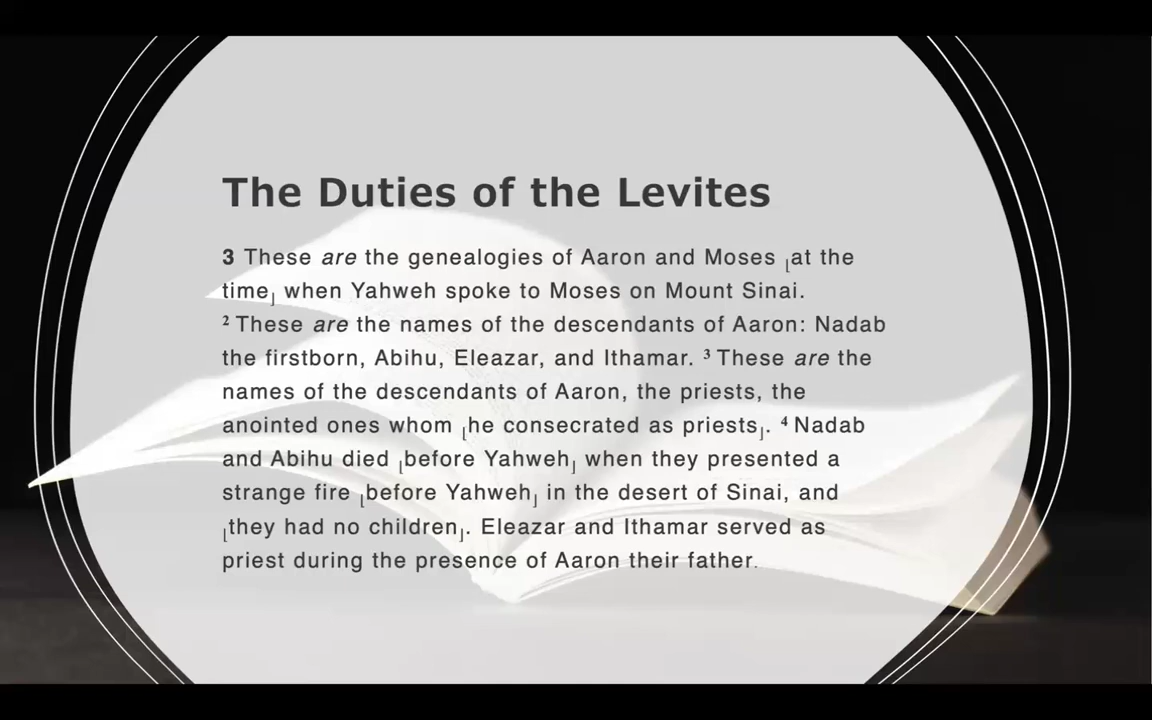 The Duties of the Levites
3 These are the genealogies of Aaron and Moses ⌊at the
time⌋ when Yahweh spoke to Moses on Mount Sinai.
² These are the names of the descendants of Aaron: Nadab
the firstborn, Abihu, Eleazar, and Ithamar. ³ These are the
names of the descendants of Aaron, the priests, the
anointed ones whom ⌊he consecrated as priests⌋. ⁴ Nadab
and Abihu died ⌊before Yahweh⌋ when they presented a
strange fire ⌊before Yahweh⌋ in the desert of Sinai, and
⌊they had no children⌋. Eleazar and Ithamar served as
priest during the presence of Aaron their father.